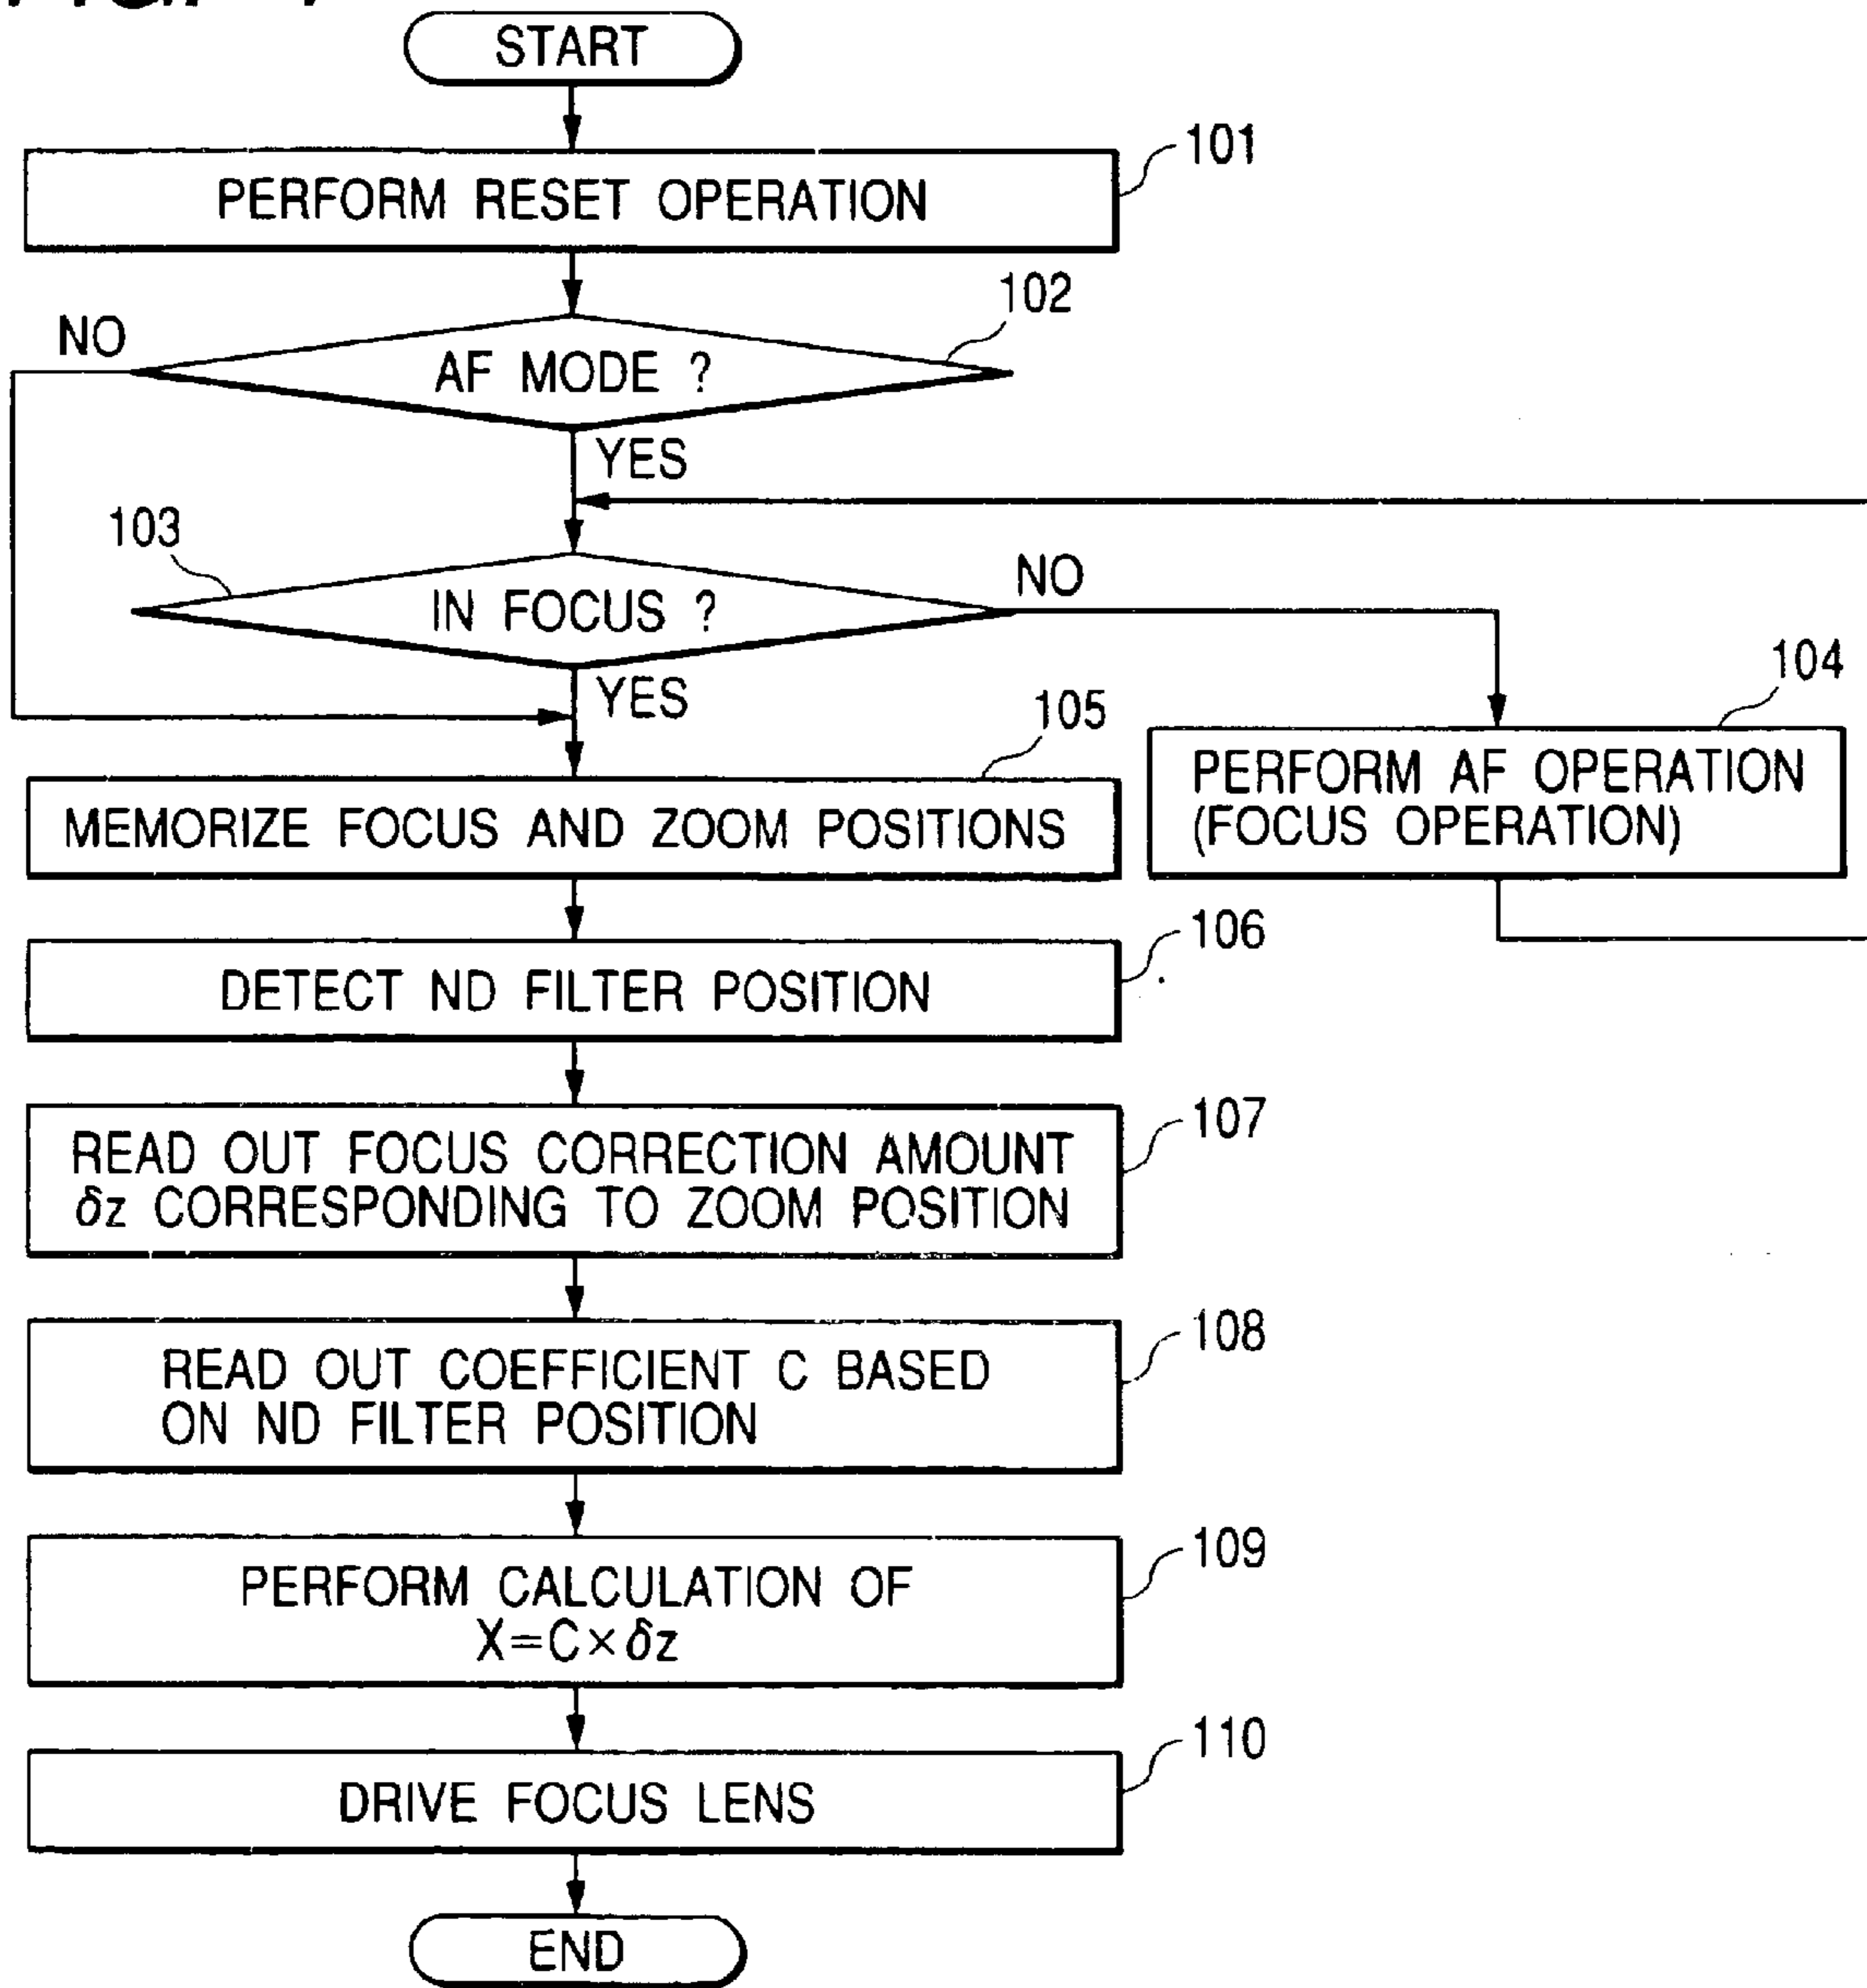 START
101
PERFORM RESET OPERATION
102
NO
AF MODE ?
YES
103
NO
IN FOCUS ?
104
YES
105
PERFORM AF OPERATION
(FOCUS OPERATION)
MEMORIZE FOCUS AND ZOOM POSITIONS
106
DETECT ND FILTER POSITION
107
READ OUT FOCUS CORRECTION AMOUNT
δz CORRESPONDING TO ZOOM POSITION
108
READ OUT COEFFICIENT C BASED
ON ND FILTER POSITION
109
PERFORM CALCULATION OF
X=C×δz
110
DRIVE FOCUS LENS
END